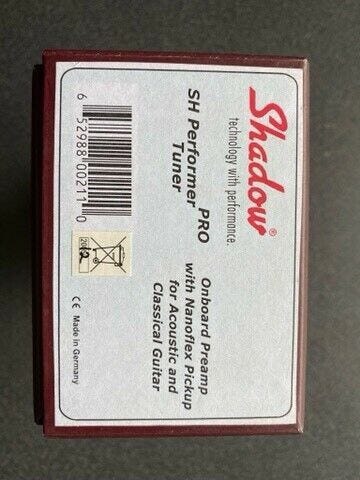 Shadow®
technology with performance.
PRO
SH Performer
Tuner
Onboard Preamp
with Nanoflex Pickup
for Acoustic and
Classical Guitar
6 52988 00211 0
2012
CE Made in Germany